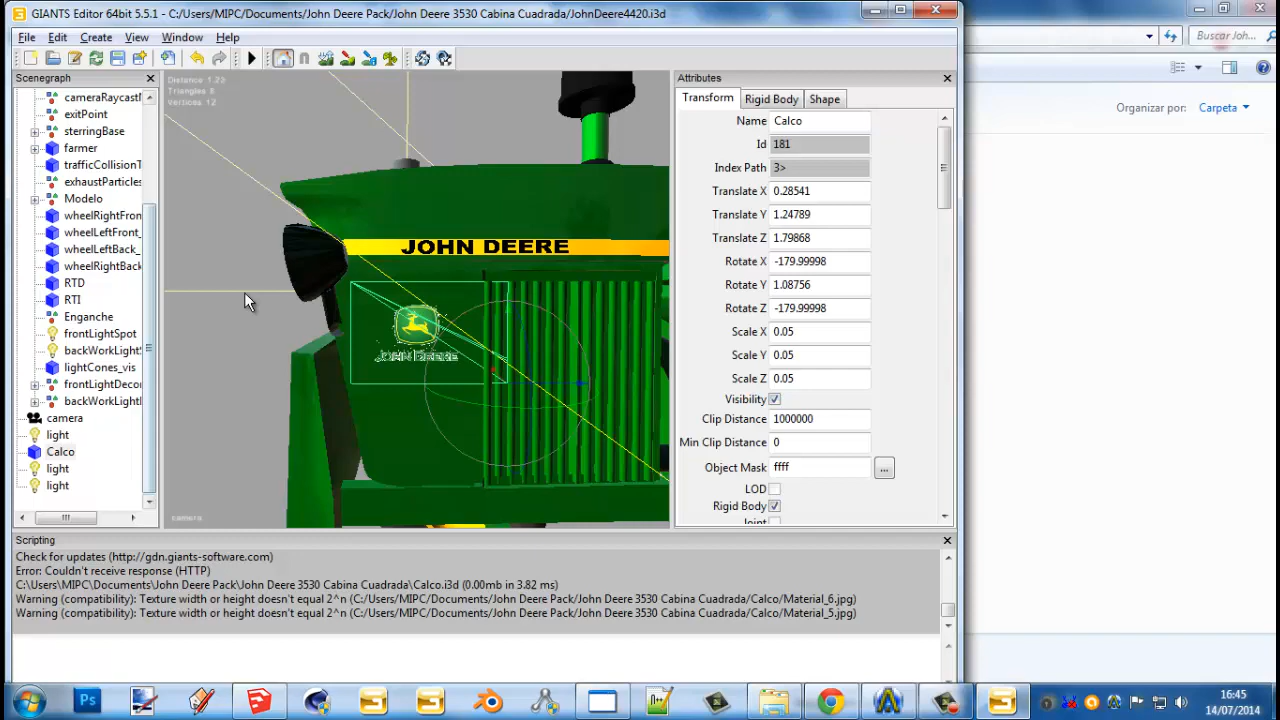 GIANTS Editor 64bit 5.5.1 - C:/Users/MIPC/Documents/John Deere Pack/John Deere 3530 Cabina Cuadrada/JohnDeere4420.i3d
Buscar Joh...
File Edit Create View Window Help
Scenegraph
cameraRaycastN
exitPoint
sterringBase
farmer
trafficCollisionT
exhaustParticles
Modelo
wheelRightFron
wheelLeftFront_
wheelLeftBack_
wheelRightBack
RTD
RTI
Enganche
frontLightSpot
backWorkLight
lightCones_vis
frontLightDeco
backWorkLight
camera
light
Calco
light
light
Distance 1.23
Triangles 8
Vertices 12
JOHN DEERE
JOHN DEERE
camera
Attributes
Transform Rigid Body Shape
Name Calco
Id 181
Index Path 3>
Translate X 0.28541
Translate Y 1.24789
Translate Z 1.79868
Rotate X -179.99998
Rotate Y 1.08756
Rotate Z -179.99998
Scale X 0.05
Scale Y 0.05
Scale Z 0.05
Visibility
Clip Distance 1000000
Min Clip Distance 0
Object Mask ffff ...
LOD
Rigid Body
Joint
Organizar por: Carpeta
Scripting
Check for updates (http://gdn.giants-software.com)
Error: Couldn't receive response (HTTP)
C:\Users\MIPC\Documents\John Deere Pack\John Deere 3530 Cabina Cuadrada\Calco.i3d (0.00mb in 3.82 ms)
Warning (compatibility): Texture width or height doesn't equal 2^n (C:/Users/MIPC/Documents/John Deere Pack/John Deere 3530 Cabina Cuadrada/Calco/Material_6.jpg)
Warning (compatibility): Texture width or height doesn't equal 2^n (C:/Users/MIPC/Documents/John Deere Pack/John Deere 3530 Cabina Cuadrada/Calco/Material_5.jpg)
Ps
16:45
14/07/2014